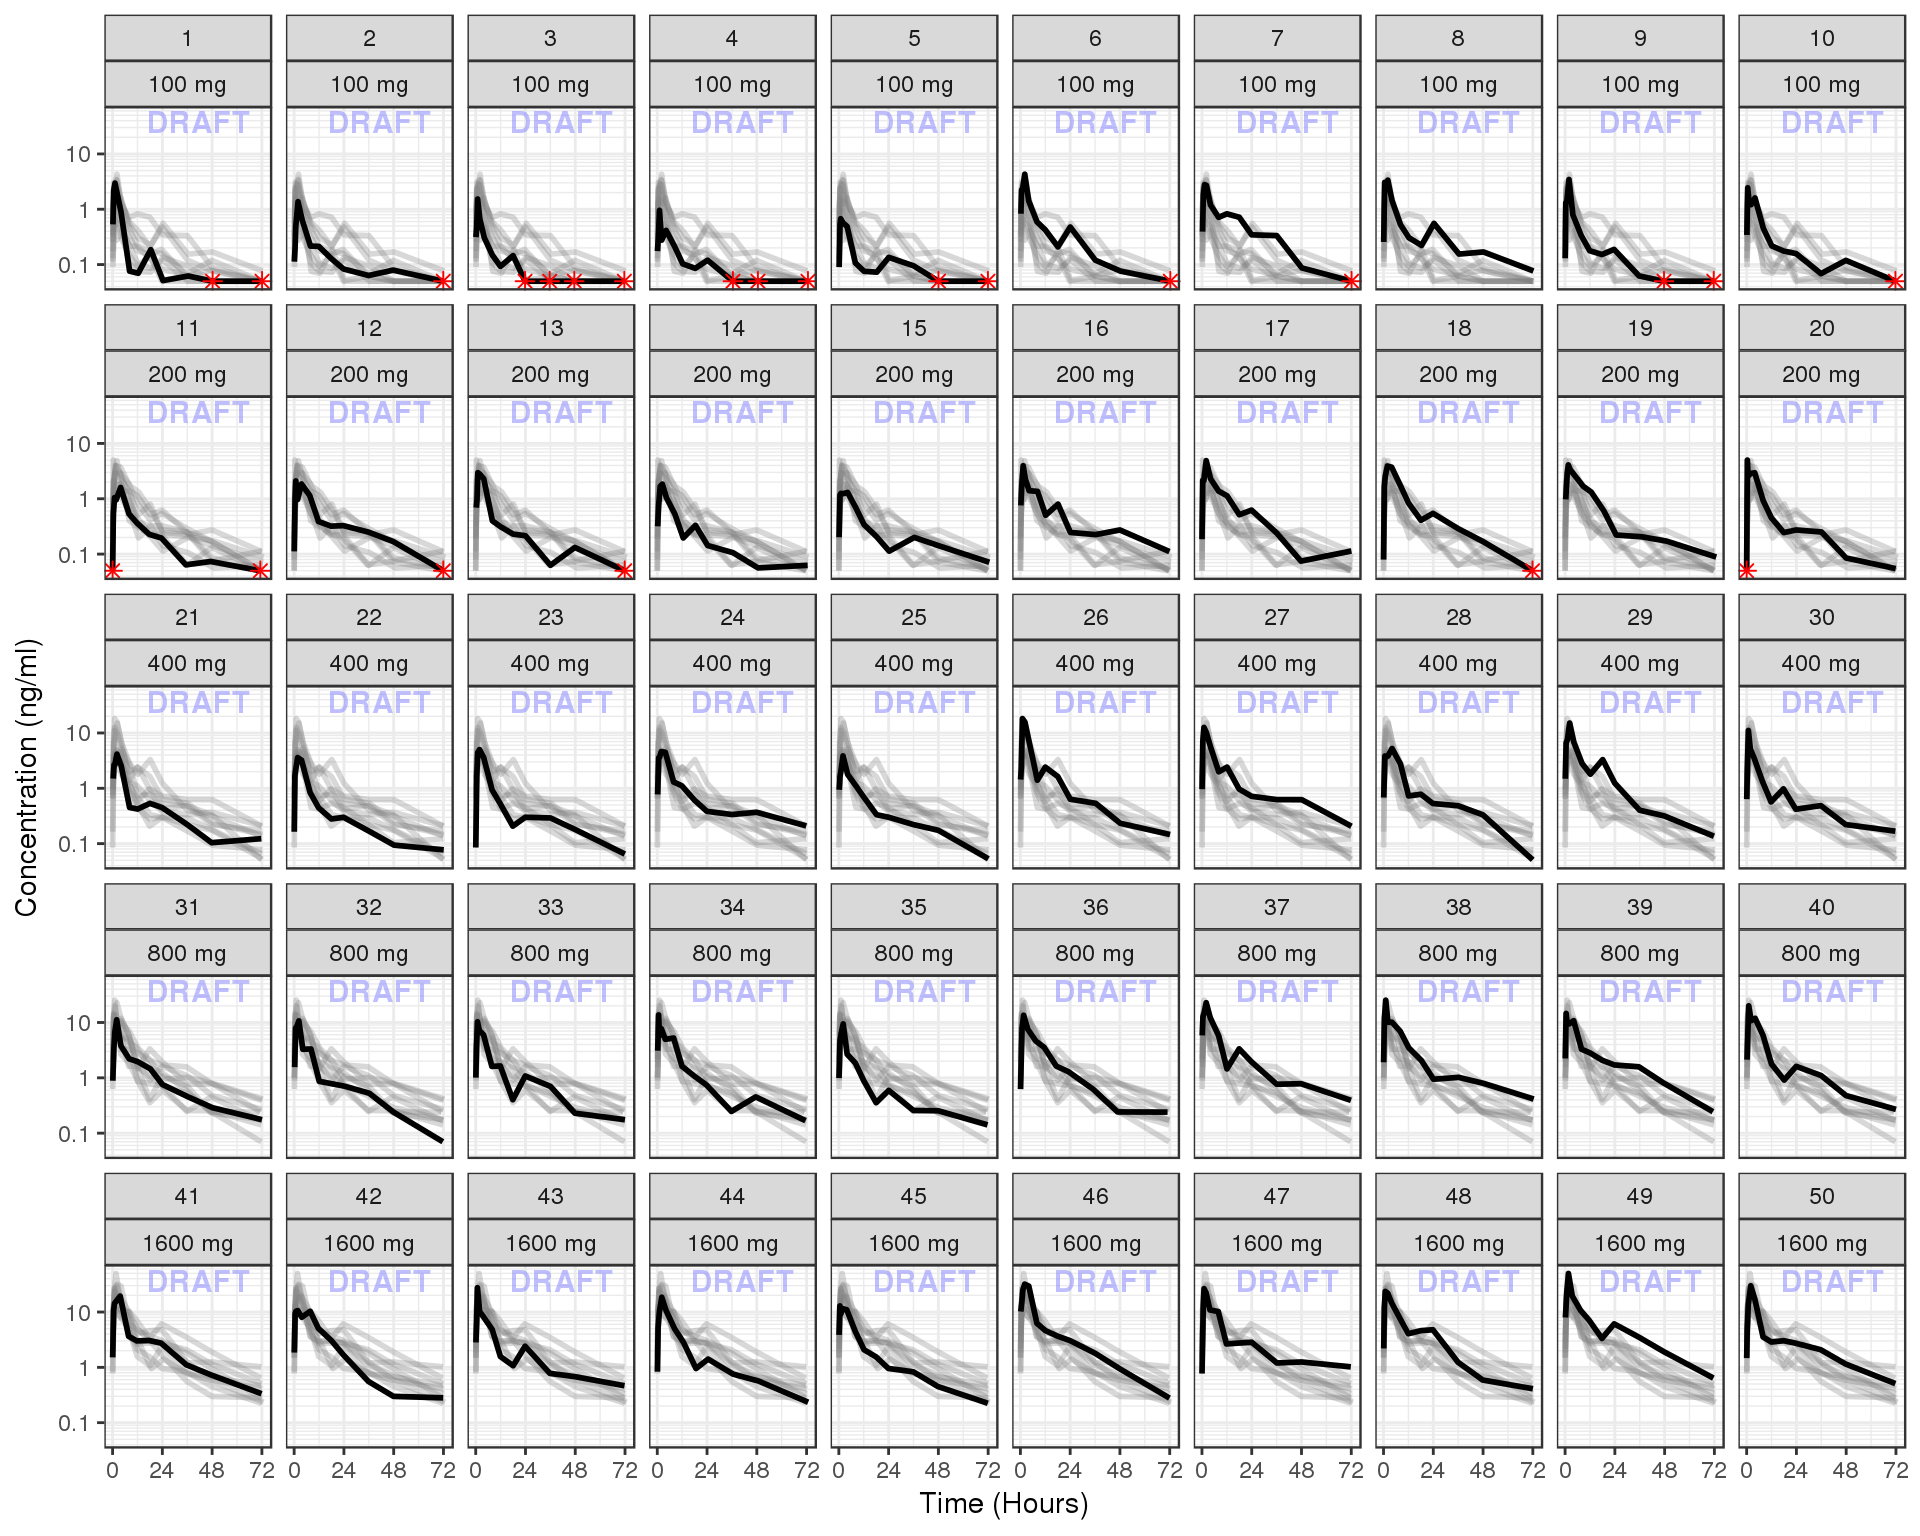 1 2 3 4 5 6 7 8 9 10
100 mg 100 mg 100 mg 100 mg 100 mg 100 mg 100 mg 100 mg 100 mg 100 mg
DRAFT DRAFT DRAFT DRAFT DRAFT DRAFT DRAFT DRAFT DRAFT DRAFT
10
1
0.1
11 12 13 14 15 16 17 18 19 20
200 mg 200 mg 200 mg 200 mg 200 mg 200 mg 200 mg 200 mg 200 mg 200 mg
DRAFT DRAFT DRAFT DRAFT DRAFT DRAFT DRAFT DRAFT DRAFT DRAFT
10
1
0.1
21 22 23 24 25 26 27 28 29 30
400 mg 400 mg 400 mg 400 mg 400 mg 400 mg 400 mg 400 mg 400 mg 400 mg
DRAFT DRAFT DRAFT DRAFT DRAFT DRAFT DRAFT DRAFT DRAFT DRAFT
10
1
0.1
Concentration (ng/ml)
31 32 33 34 35 36 37 38 39 40
800 mg 800 mg 800 mg 800 mg 800 mg 800 mg 800 mg 800 mg 800 mg 800 mg
DRAFT DRAFT DRAFT DRAFT DRAFT DRAFT DRAFT DRAFT DRAFT DRAFT
10
1
0.1
41 42 43 44 45 46 47 48 49 50
1600 mg 1600 mg 1600 mg 1600 mg 1600 mg 1600 mg 1600 mg 1600 mg 1600 mg 1600 mg
DRAFT DRAFT DRAFT DRAFT DRAFT DRAFT DRAFT DRAFT DRAFT DRAFT
10
1
0.1
0 24 48 72 0 24 48 72 0 24 48 72 0 24 48 72 0 24 48 72 0 24 48 72 0 24 48 72 0 24 48 72 0 24 48 72 0 24 48 72
Time (Hours)